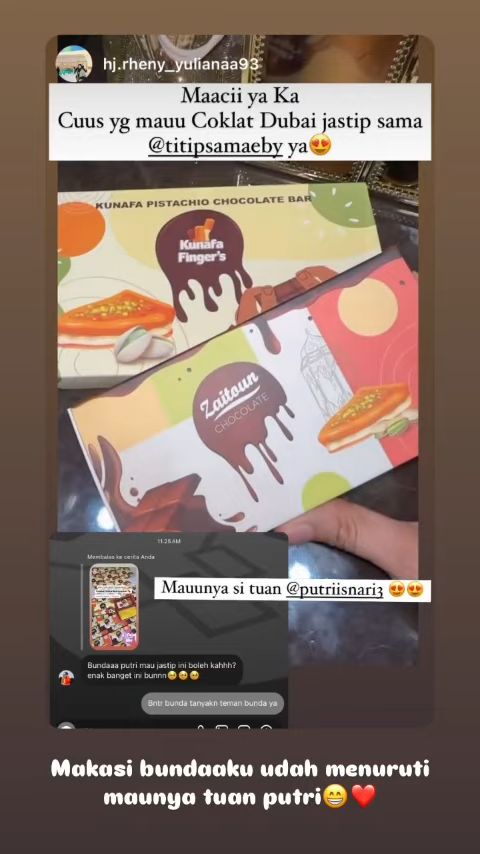 hj.rheny_yulianaa93
Maacii ya Ka
Cuus yg mauu Coklat Dubai jastip sama
@titipsamaeby ya😍
KUNAFA PISTACHIO CHOCOLATE BAR
Kunafa
Finger's
Zaitoun
CHOCOLATE
11.25 AM
Membalas ke cerita Anda
Mauunya si tuan @putriisnari3 😍😍
Bundaaa putri mau jastip ini boleh kahhh?
enak banget ini bunnn🥹🥹🥹
Bntr bunda tanyakn teman bunda ya
Makasi bundaaku udah menuruti
maunya tuan putri😁❤️